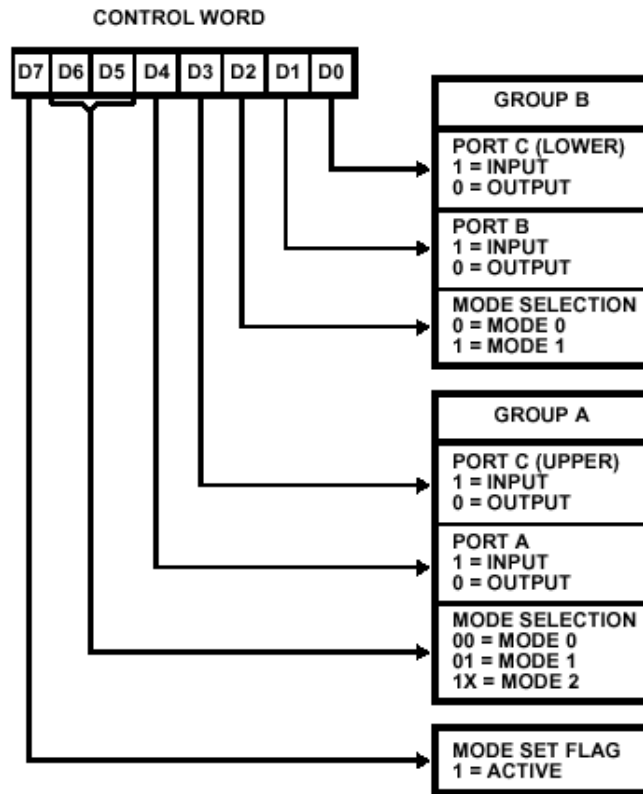 CONTROL WORD
D7 D6 D5 D4 D3 D2 D1 D0
GROUP B
PORT C (LOWER)
1 = INPUT
0 = OUTPUT
PORT B
1 = INPUT
0 = OUTPUT
MODE SELECTION
0 = MODE 0
1 = MODE 1
GROUP A
PORT C (UPPER)
1 = INPUT
0 = OUTPUT
PORT A
1 = INPUT
0 = OUTPUT
MODE SELECTION
00 = MODE 0
01 = MODE 1
1X = MODE 2
MODE SET FLAG
1 = ACTIVE